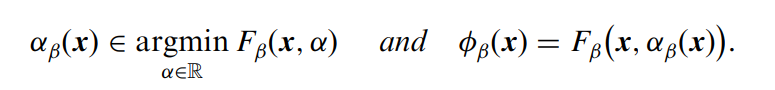 α_β(𝒙) ∈ argmin_{α∈ℝ} F_β(𝒙, α) and ϕ_β(𝒙) = F_β(𝒙, α_β(𝒙)).